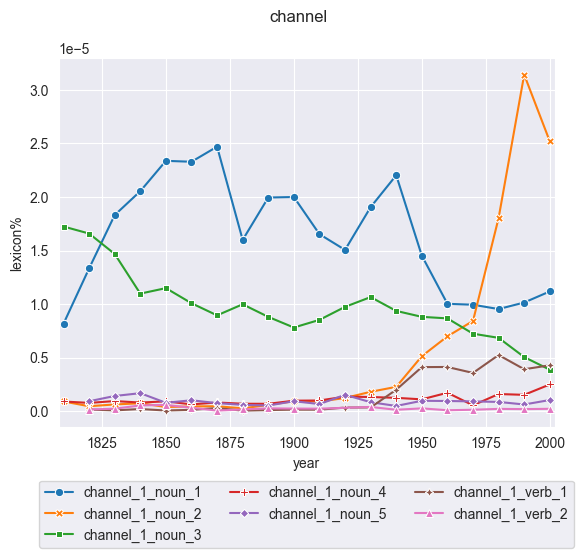 channel
1e−5
3.0
2.5
2.0
1.5
1.0
0.5
0.0
lexicon%
1825 1850 1875 1900 1925 1950 1975 2000
year
channel_1_noun_1 channel_1_noun_4 channel_1_verb_1
channel_1_noun_2 channel_1_noun_5 channel_1_verb_2
channel_1_noun_3